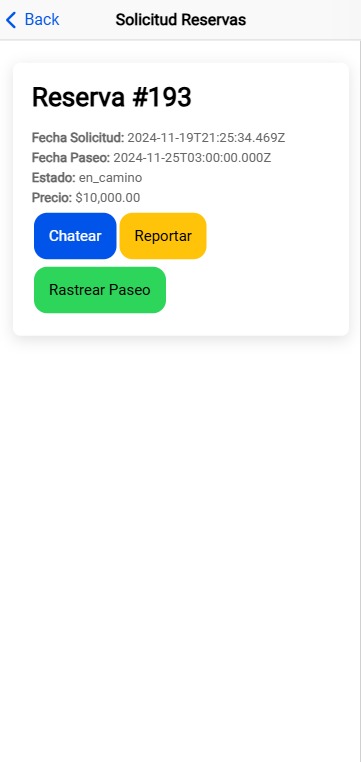 Back
Solicitud Reservas
Reserva #193
Fecha Solicitud: 2024-11-19T21:25:34.469Z
Fecha Paseo: 2024-11-25T03:00:00.000Z
Estado: en_camino
Precio: $10,000.00
Chatear
Reportar
Rastrear Paseo